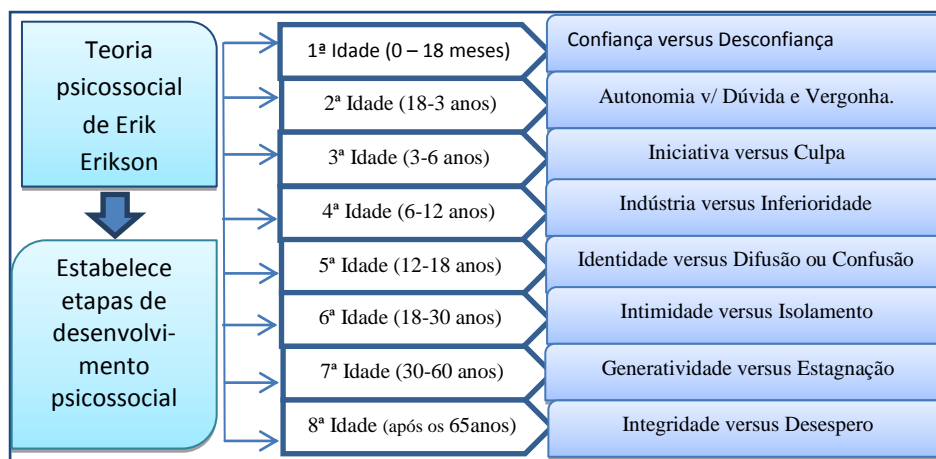 Teoria
psicossocial
de Erik
Erikson
Estabelece
etapas de
desenvolvi-
mento
psicossocial
1ª Idade (0 – 18 meses)
Confiança versus Desconfiança
2ª Idade (18-3 anos)
Autonomia v/ Dúvida e Vergonha.
3ª Idade (3-6 anos)
Iniciativa versus Culpa
4ª Idade (6-12 anos)
Indústria versus Inferioridade
5ª Idade (12-18 anos)
Identidade versus Difusão ou Confusão
6ª Idade (18-30 anos)
Intimidade versus Isolamento
7ª Idade (30-60 anos)
Generatividade versus Estagnação
8ª Idade (após os 65anos)
Integridade versus Desespero